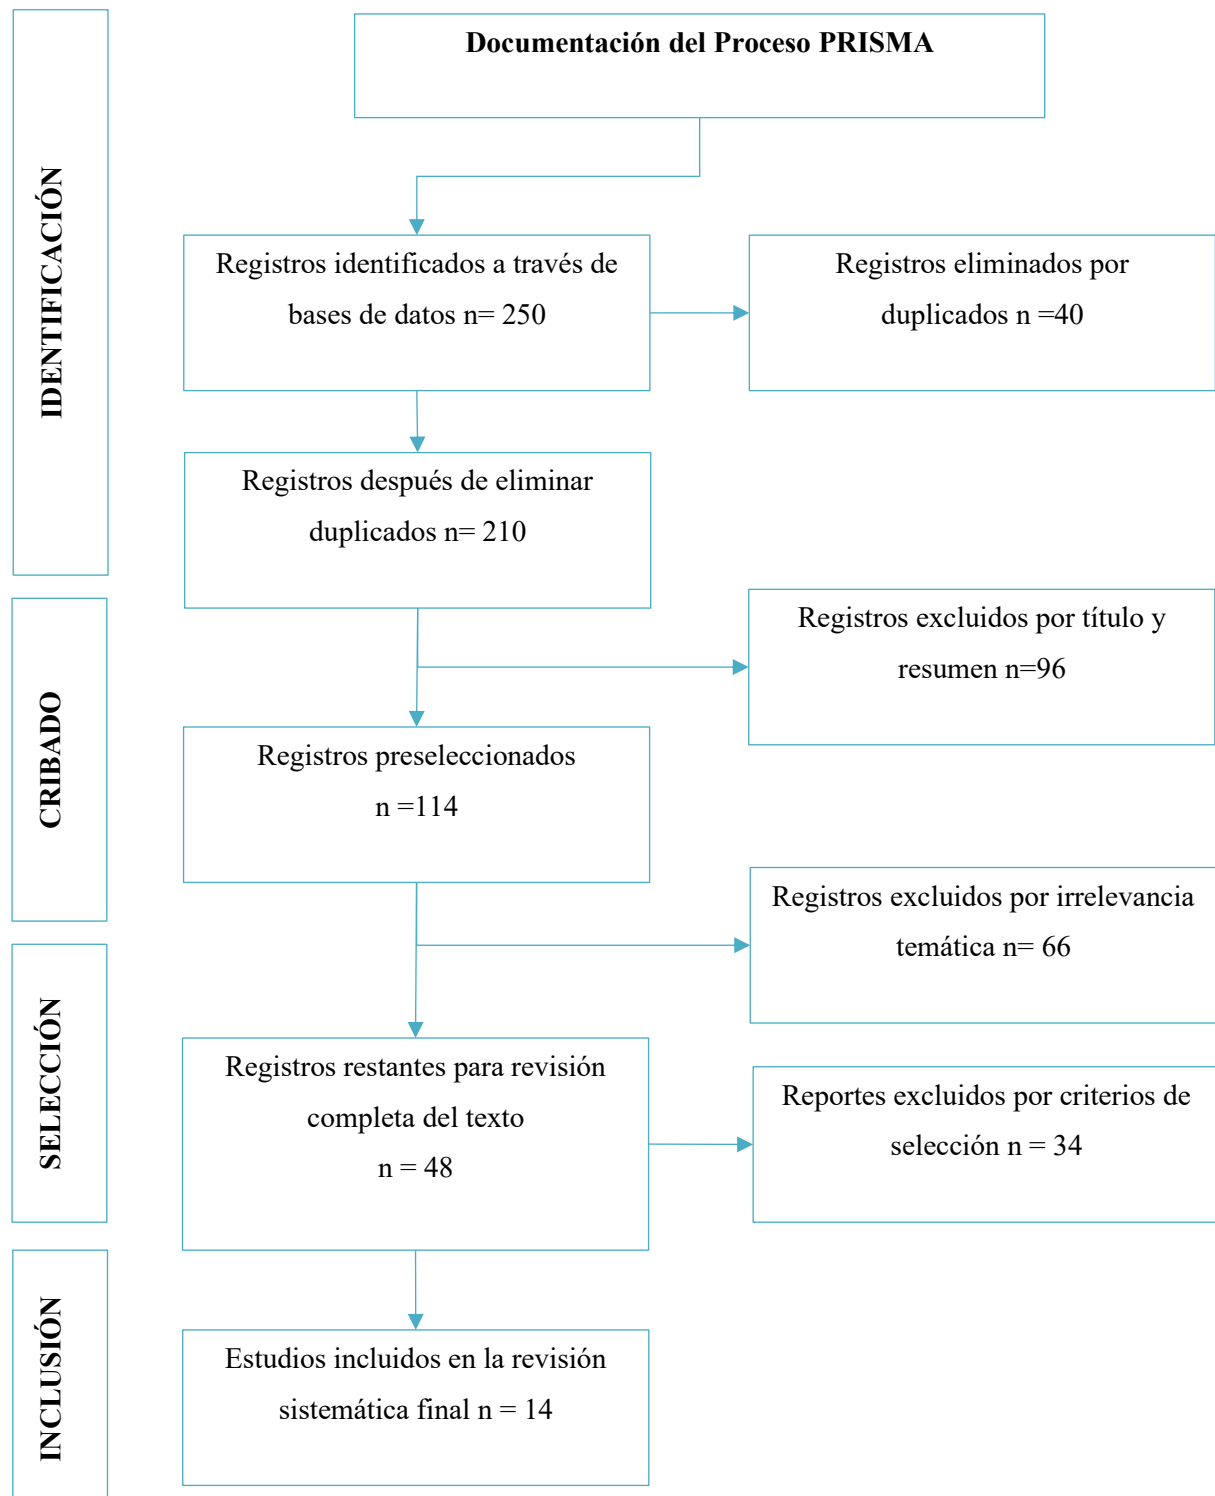 Documentación del Proceso PRISMA
IDENTIFICACIÓN
Registros identificados a través de
bases de datos n= 250
Registros eliminados por
duplicados n =40
Registros después de eliminar
duplicados n= 210
CRIBADO
Registros excluidos por título y
resumen n=96
Registros preseleccionados
n =114
Registros excluidos por irrelevancia
temática n= 66
SELECCIÓN
Registros restantes para revisión
completa del texto
n = 48
Reportes excluidos por criterios de
selección n = 34
INCLUSIÓN
Estudios incluidos en la revisión
sistemática final n = 14